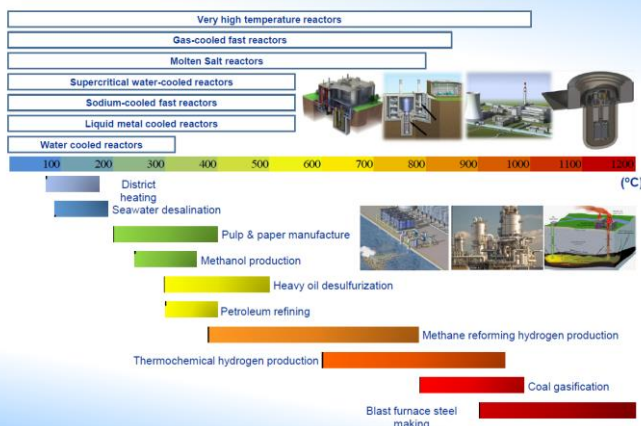 Very high temperature reactors
Gas-cooled fast reactors
Molten Salt reactors
Supercritical water-cooled reactors
Sodium-cooled fast reactors
Liquid metal cooled reactors
Water cooled reactors
100 200 300 400 500 600 700 800 900 1000 1100 1200
(°C)
District
heating
Seawater desalination
Pulp & paper manufacture
Methanol production
Heavy oil desulfurization
Petroleum refining
Methane reforming hydrogen production
Thermochemical hydrogen production
Coal gasification
Blast furnace steel
making